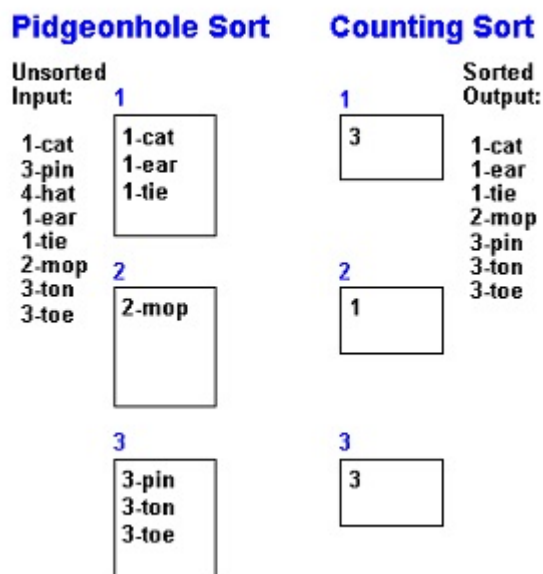 Pidgeonhole Sort
Counting Sort
Unsorted
Input:
1-cat
3-pin
4-hat
1-ear
1-tie
2-mop
3-ton
3-toe
1
1-cat
1-ear
1-tie
2
2-mop
3
3-pin
3-ton
3-toe
1
3
2
1
3
3
Sorted
Output:
1-cat
1-ear
1-tie
2-mop
3-pin
3-ton
3-toe